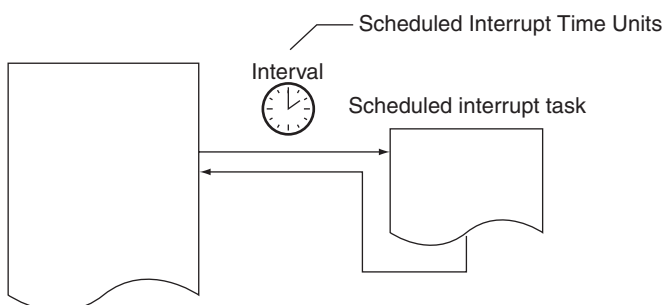 Scheduled Interrupt Time Units
Interval
Scheduled interrupt task